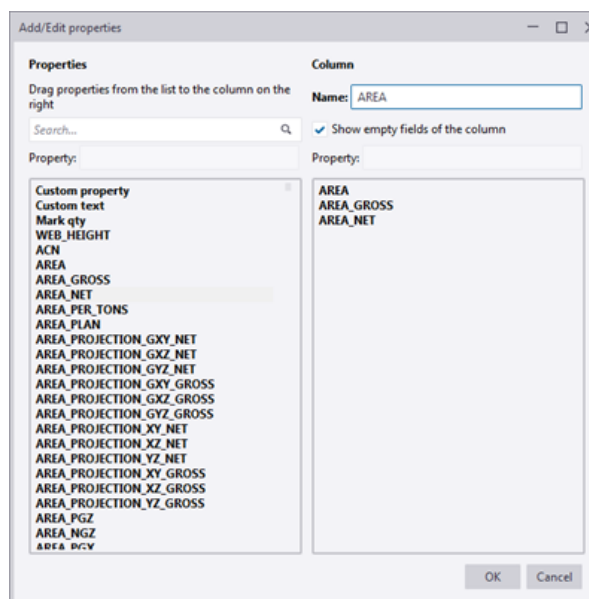 Add/Edit properties
Properties
Drag properties from the list to the column on the
right
Search...
Property:
Custom property
Custom text
Mark qty
WEB_HEIGHT
ACN
AREA
AREA_GROSS
AREA_NET
AREA_PER_TONS
AREA_PLAN
AREA_PROJECTION_GXY_NET
AREA_PROJECTION_GXZ_NET
AREA_PROJECTION_GYZ_NET
AREA_PROJECTION_GXY_GROSS
AREA_PROJECTION_GXZ_GROSS
AREA_PROJECTION_GYZ_GROSS
AREA_PROJECTION_XY_NET
AREA_PROJECTION_XZ_NET
AREA_PROJECTION_YZ_NET
AREA_PROJECTION_XY_GROSS
AREA_PROJECTION_XZ_GROSS
AREA_PROJECTION_YZ_GROSS
AREA_PGZ
AREA_NGZ
AREA_PGX
Column
Name: AREA
Show empty fields of the column
Property:
AREA
AREA_GROSS
AREA_NET
OK
Cancel